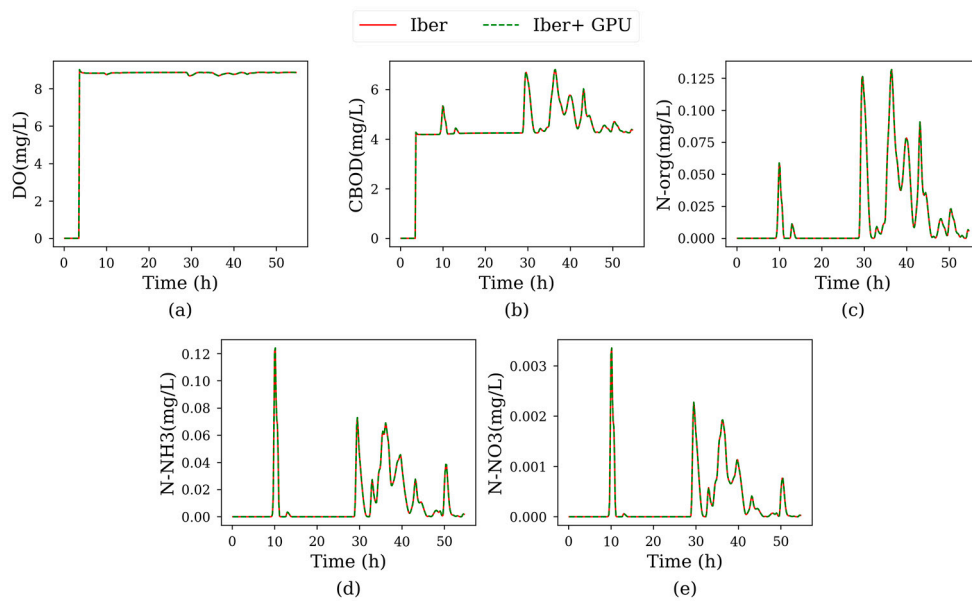 Iber Iber+ GPU
DO(mg/L)
8
6
4
2
0
0 10 20 30 40 50
Time (h)
(a)
CBOD(mg/L)
6
4
2
0
0 10 20 30 40 50
Time (h)
(b)
N-org(mg/L)
0.125
0.100
0.075
0.050
0.025
0.000
0 10 20 30 40 50
Time (h)
(c)
N-NH3(mg/L)
0.12
0.10
0.08
0.06
0.04
0.02
0.00
0 10 20 30 40 50
Time (h)
(d)
N-NO3(mg/L)
0.003
0.002
0.001
0.000
0 10 20 30 40 50
Time (h)
(e)